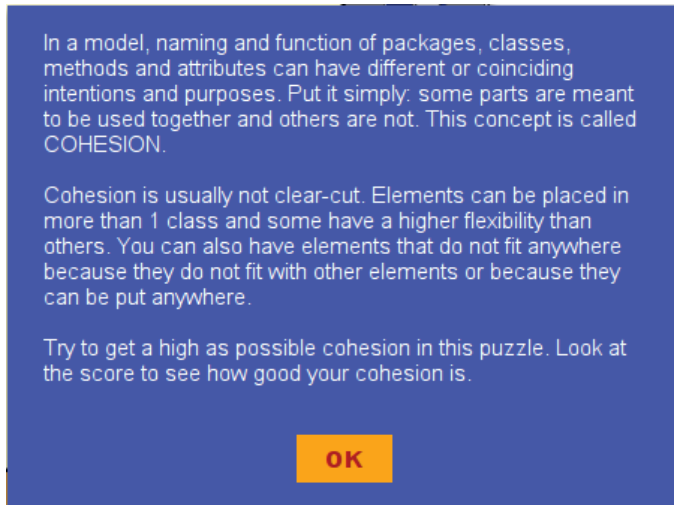 In a model, naming and function of packages, classes,
methods and attributes can have different or coinciding
intentions and purposes. Put it simply: some parts are meant
to be used together and others are not. This concept is called
COHESION.
Cohesion is usually not clear-cut. Elements can be placed in
more than 1 class and some have a higher flexibility than
others. You can also have elements that do not fit anywhere
because they do not fit with other elements or because they
can be put anywhere.
Try to get a high as possible cohesion in this puzzle. Look at
the score to see how good your cohesion is.
OK